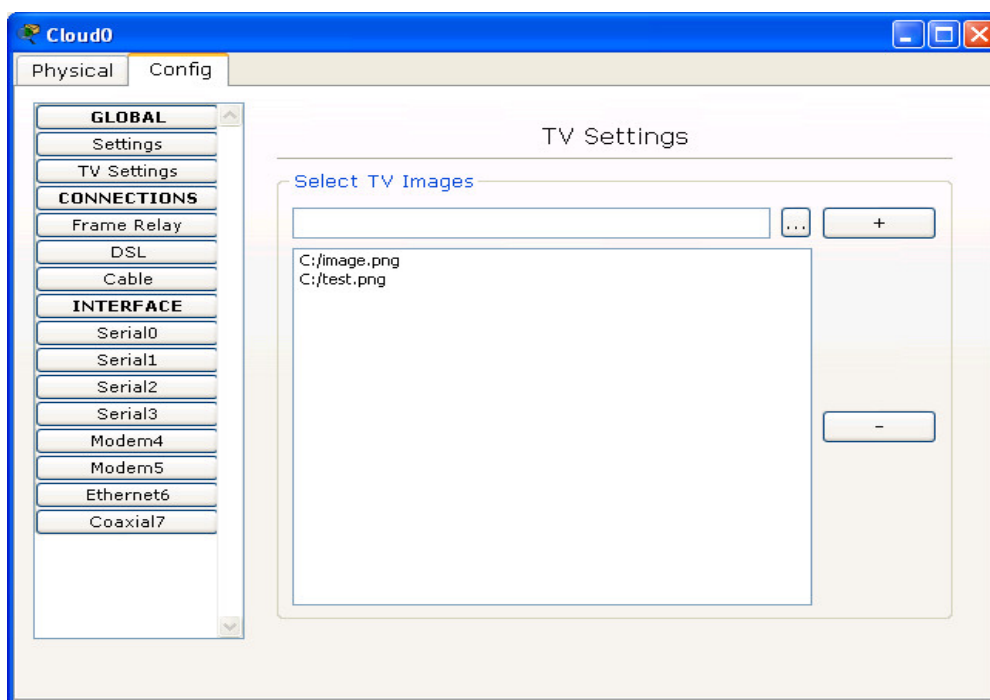 Cloud0
Physical
Config
GLOBAL
Settings
TV Settings
CONNECTIONS
Frame Relay
DSL
Cable
INTERFACE
Serial0
Serial1
Serial2
Serial3
Modem4
Modem5
Ethernet6
Coaxial7
TV Settings
Select TV Images
...
+
C:/image.png
C:/test.png
-